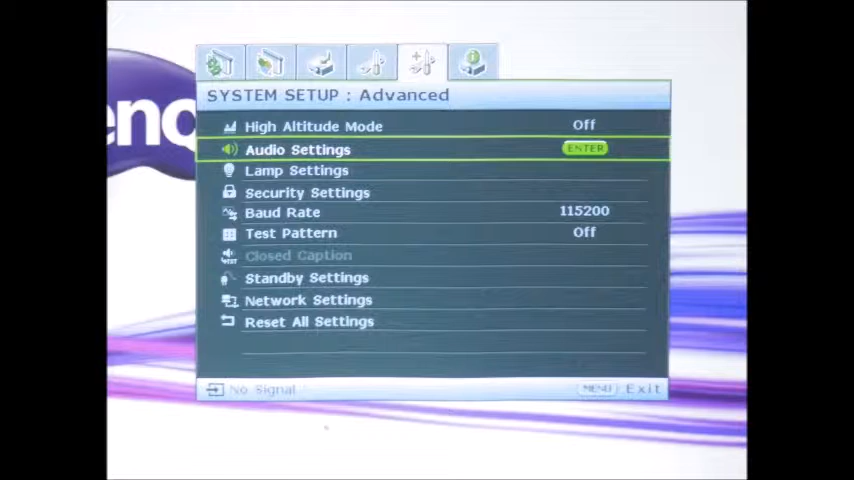 enq
SYSTEM SETUP : Advanced
High Altitude Mode Off
Audio Settings ENTER
Lamp Settings
Security Settings
Baud Rate 115200
Test Pattern Off
Closed Caption
Standby Settings
Network Settings
Reset All Settings
No Signal MENU Exit